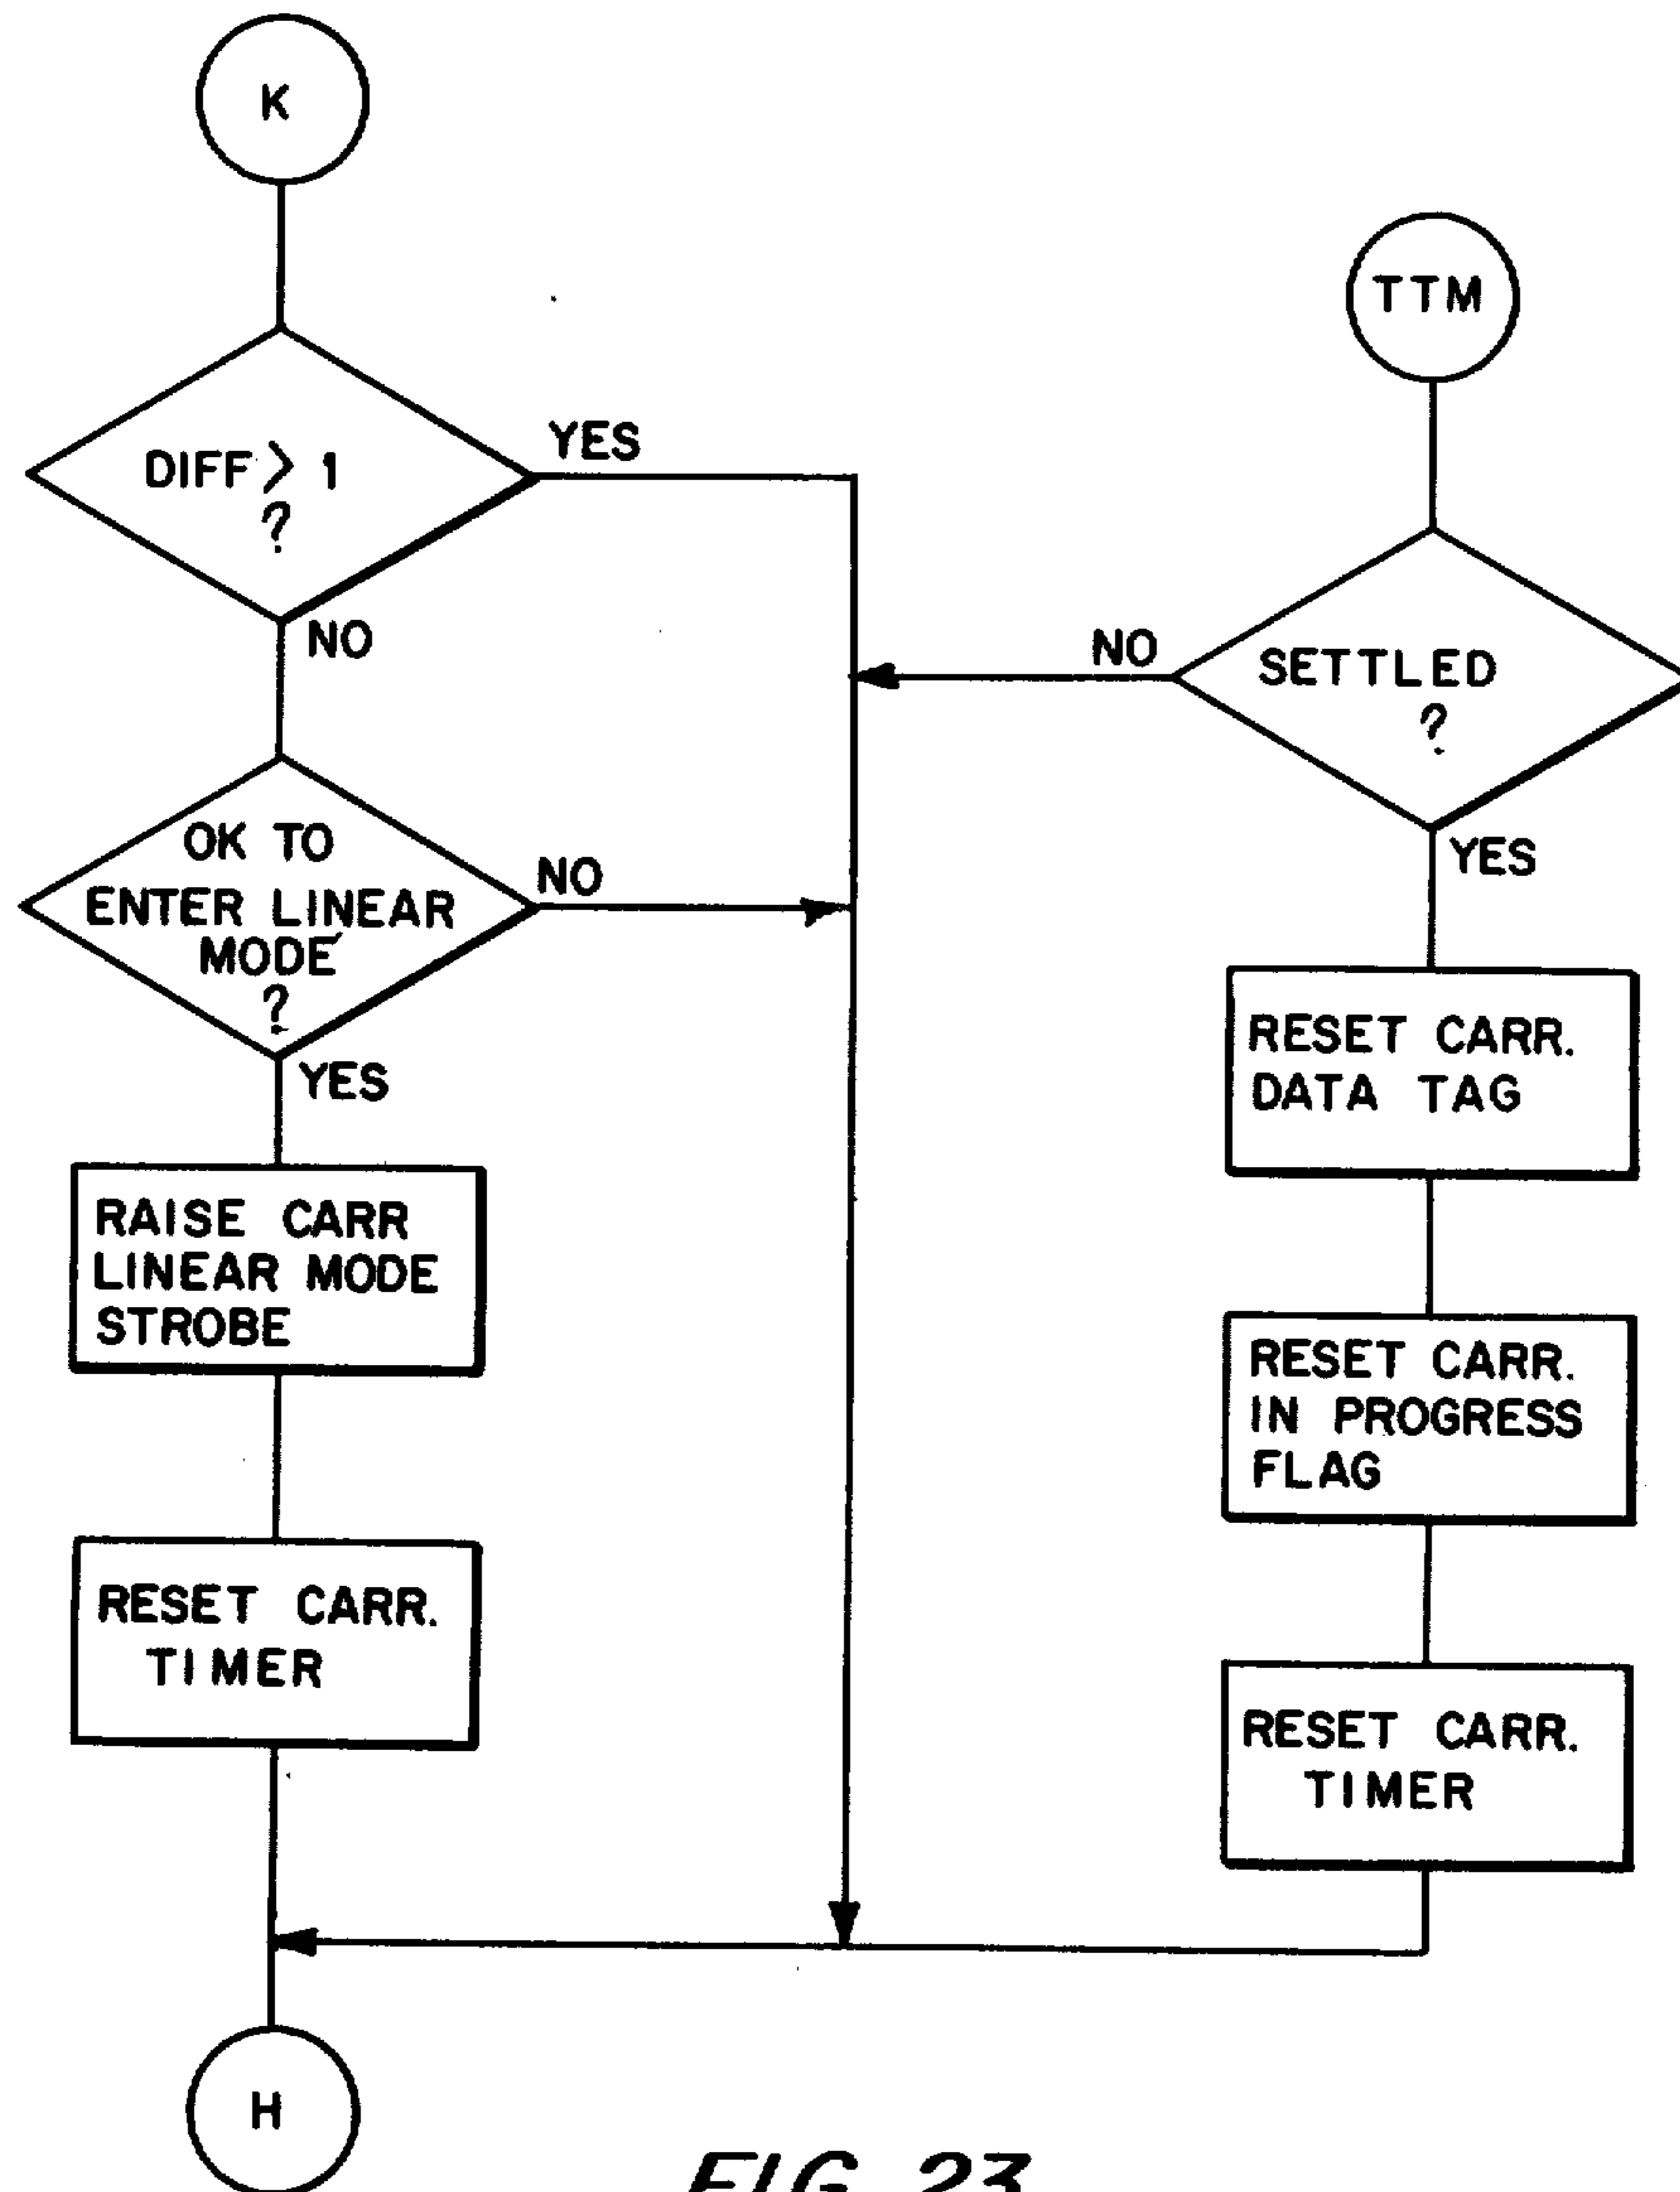 K
DIFF > 1
?
YES
NO
OK TO
ENTER LINEAR
MODE
?
NO
YES
RAISE CARR
LINEAR MODE
STROBE
RESET CARR.
TIMER
H
TTM
SETTLED
?
NO
YES
RESET CARR.
DATA TAG
RESET CARR.
IN PROGRESS
FLAG
RESET CARR.
TIMER
FIG. 23